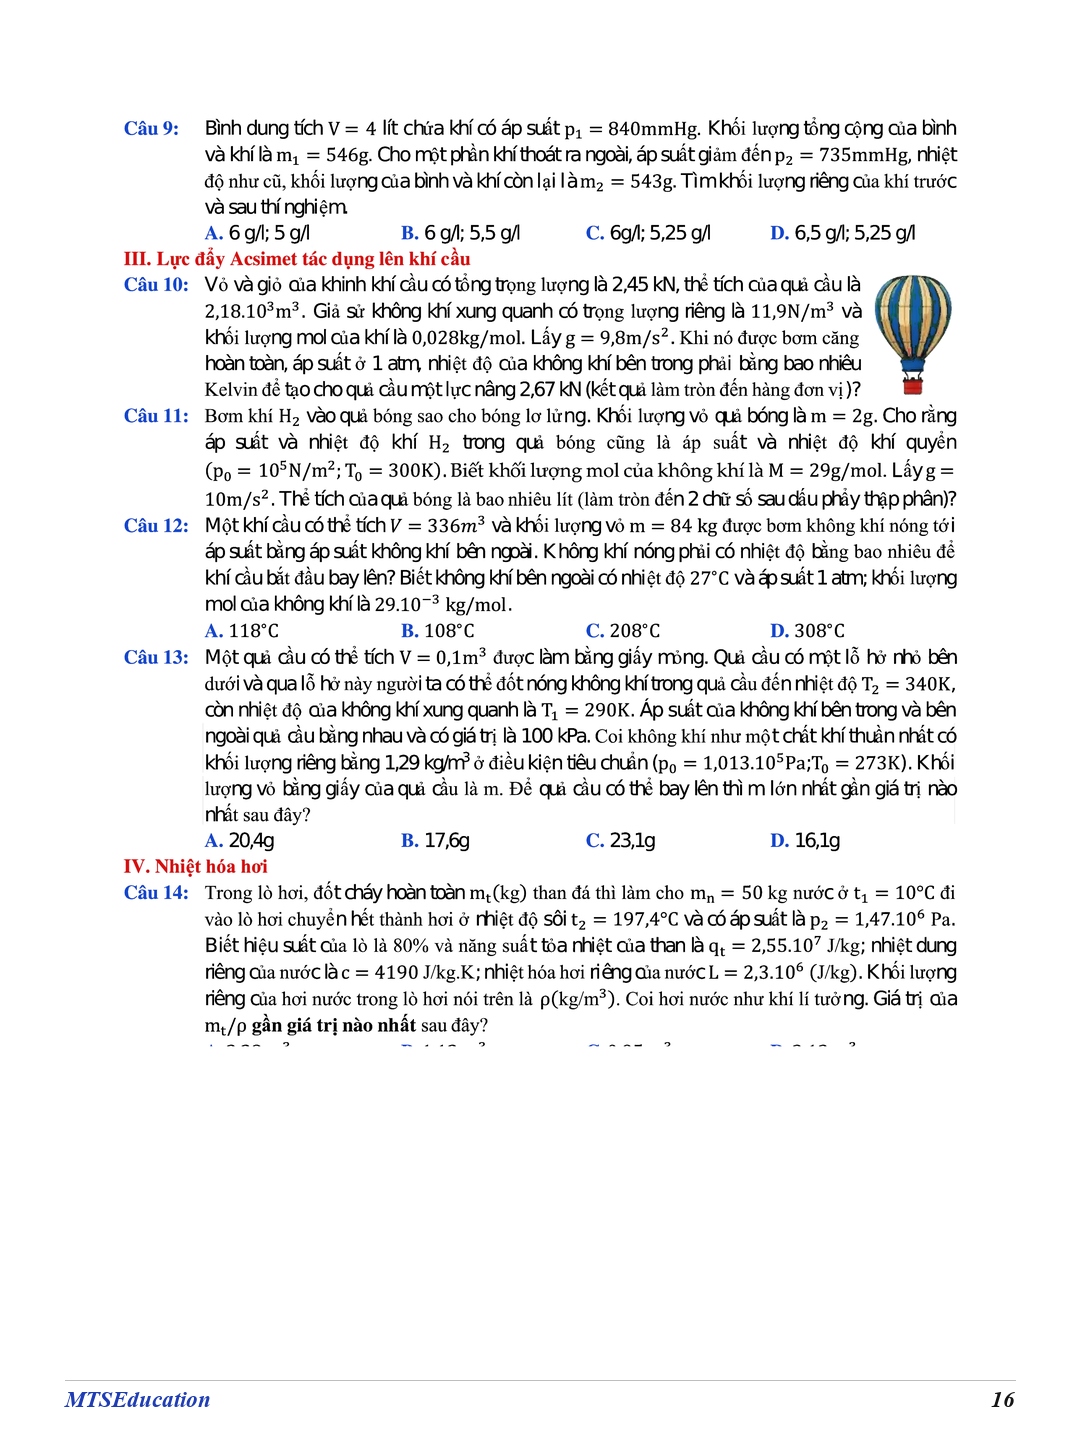 Câu 9: Bình dung tích V = 4 lít chứa khí có áp suất p₁ = 840mmHg. Khối lượng tổng cộng của bình
và khí là m₁ = 546g. Cho một phần khí thoát ra ngoài, áp suất giảm đến p₂ = 735mmHg, nhiệt
độ như cũ, khối lượng của bình và khí còn lại là m₂ = 543g. Tìm khối lượng riêng của khí trước
và sau thí nghiệm.
A. 6 g/l; 5 g/l B. 6 g/l; 5,5 g/l C. 6g/l; 5,25 g/l D. 6,5 g/l; 5,25 g/l
III. Lực đẩy Acsimet tác dụng lên khí cầu
Câu 10: Vỏ và giỏ của khinh khí cầu có tổng trọng lượng là 2,45 kN, thể tích của quả cầu là
2,18.10³m³. Giả sử không khí xung quanh có trọng lượng riêng là 11,9N/m³ và
khối lượng mol của khí là 0,028kg/mol. Lấy g = 9,8m/s². Khi nó được bơm căng
hoàn toàn, áp suất ở 1 atm, nhiệt độ của không khí bên trong phải bằng bao nhiêu
Kelvin để tạo cho quả cầu một lực nâng 2,67 kN (kết quả làm tròn đến hàng đơn vị)?
Câu 11: Bơm khí H₂ vào quả bóng sao cho bóng lơ lửng. Khối lượng vỏ quả bóng là m = 2g. Cho rằng
áp suất và nhiệt độ khí H₂ trong quả bóng cũng là áp suất và nhiệt độ khí quyển
(p₀ = 10⁵N/m²; T₀ = 300K). Biết khối lượng mol của không khí là M = 29g/mol. Lấy g =
10m/s². Thể tích của quả bóng là bao nhiêu lít (làm tròn đến 2 chữ số sau dấu phẩy thập phân)?
Câu 12: Một khí cầu có thể tích V = 336m³ và khối lượng vỏ m = 84 kg được bơm không khí nóng tới
áp suất bằng áp suất không khí bên ngoài. Không khí nóng phải có nhiệt độ bằng bao nhiêu để
khí cầu bắt đầu bay lên? Biết không khí bên ngoài có nhiệt độ 27°C và áp suất 1 atm; khối lượng
mol của không khí là 29.10⁻³ kg/mol.
A. 118°C B. 108°C C. 208°C D. 308°C
Câu 13: Một quả cầu có thể tích V = 0,1m³ được làm bằng giấy mỏng. Quả cầu có một lỗ hở nhỏ bên
dưới và qua lỗ hở này người ta có thể đốt nóng không khí trong quả cầu đến nhiệt độ T₂ = 340K,
còn nhiệt độ của không khí xung quanh là T₁ = 290K. Áp suất của không khí bên trong và bên
ngoài quả cầu bằng nhau và có giá trị là 100 kPa. Coi không khí như một chất khí thuần nhất có
khối lượng riêng bằng 1,29 kg/m³ ở điều kiện tiêu chuẩn (p₀ = 1,013.10⁵Pa;T₀ = 273K). Khối
lượng vỏ bằng giấy của quả cầu là m. Để quả cầu có thể bay lên thì m lớn nhất gần giá trị nào
nhất sau đây?
A. 20,4g B. 17,6g C. 23,1g D. 16,1g
IV. Nhiệt hóa hơi
Câu 14: Trong lò hơi, đốt cháy hoàn toàn mₜ(kg) than đá thì làm cho mₙ = 50 kg nước ở t₁ = 10°C đi
vào lò hơi chuyển hết thành hơi ở nhiệt độ sôi t₂ = 197,4°C và có áp suất là p₂ = 1,47.10⁶ Pa.
Biết hiệu suất của lò là 80% và năng suất tỏa nhiệt của than là qₜ = 2,55.10⁷ J/kg; nhiệt dung
riêng của nước là c = 4190 J/kg.K; nhiệt hóa hơi riêng của nước L = 2,3.10⁶ (J/kg). Khối lượng
riêng của hơi nước trong lò hơi nói trên là ρ(kg/m³). Coi hơi nước như khí lí tưởng. Giá trị của
mₜ/ρ gần giá trị nào nhất sau đây?
MTSEducation 16